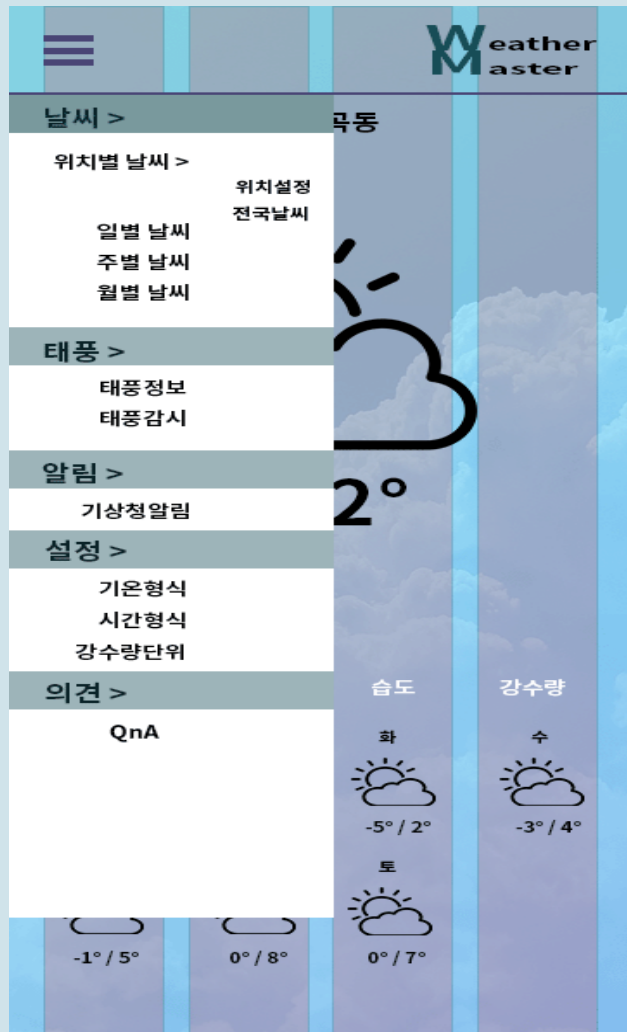 Weather
Master
날씨 >
곡동
위치별 날씨 >
위치설정
전국날씨
일별 날씨
주별 날씨
월별 날씨
태풍 >
태풍정보
태풍감시
알림 >
2°
기상청알림
설정 >
기온형식
시간형식
강수량단위
의견 >
습도 강수량
QnA
화 수
-5° / 2° -3° / 4°
토
-1° / 5° 0° / 8° 0° / 7°